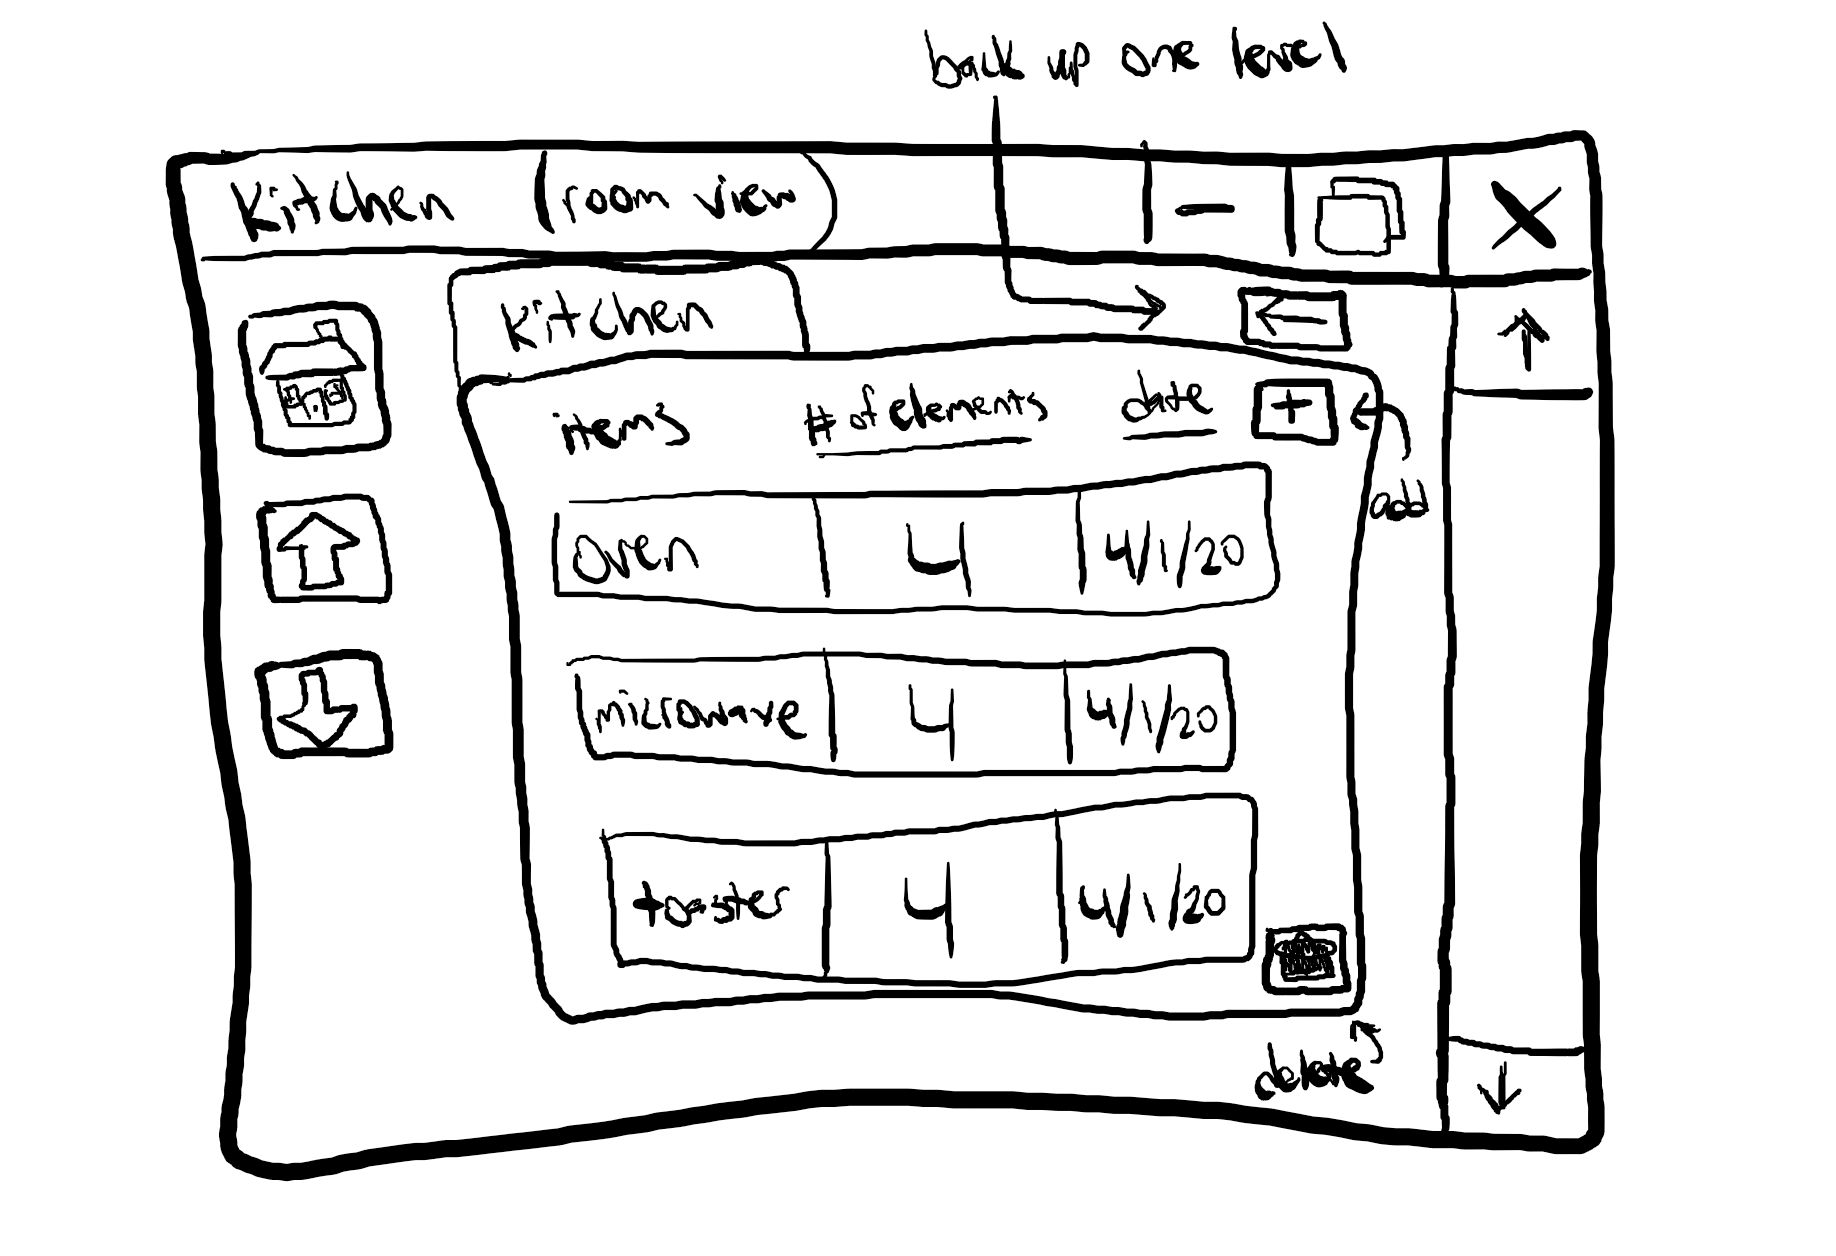 back up one level
Kitchen room view
Kitchen
items # of elements date +
add
oven 4 4/1/20
microwave 4 4/1/20
toaster 4 4/1/20
delete